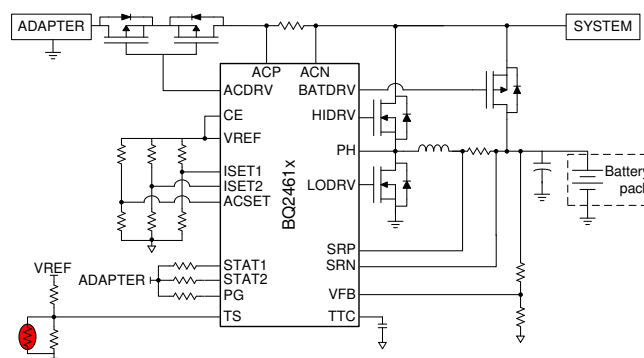 ADAPTER
SYSTEM
ACP
ACN
ACDRV
BATDRV
CE
HIDRV
VREF
PH
ISET1
ISET2
LODRV
ACSET
BQ2461x
Battery
pack
SRP
SRN
VREF
ADAPTER
STAT1
STAT2
PG
VFB
TS
TTC